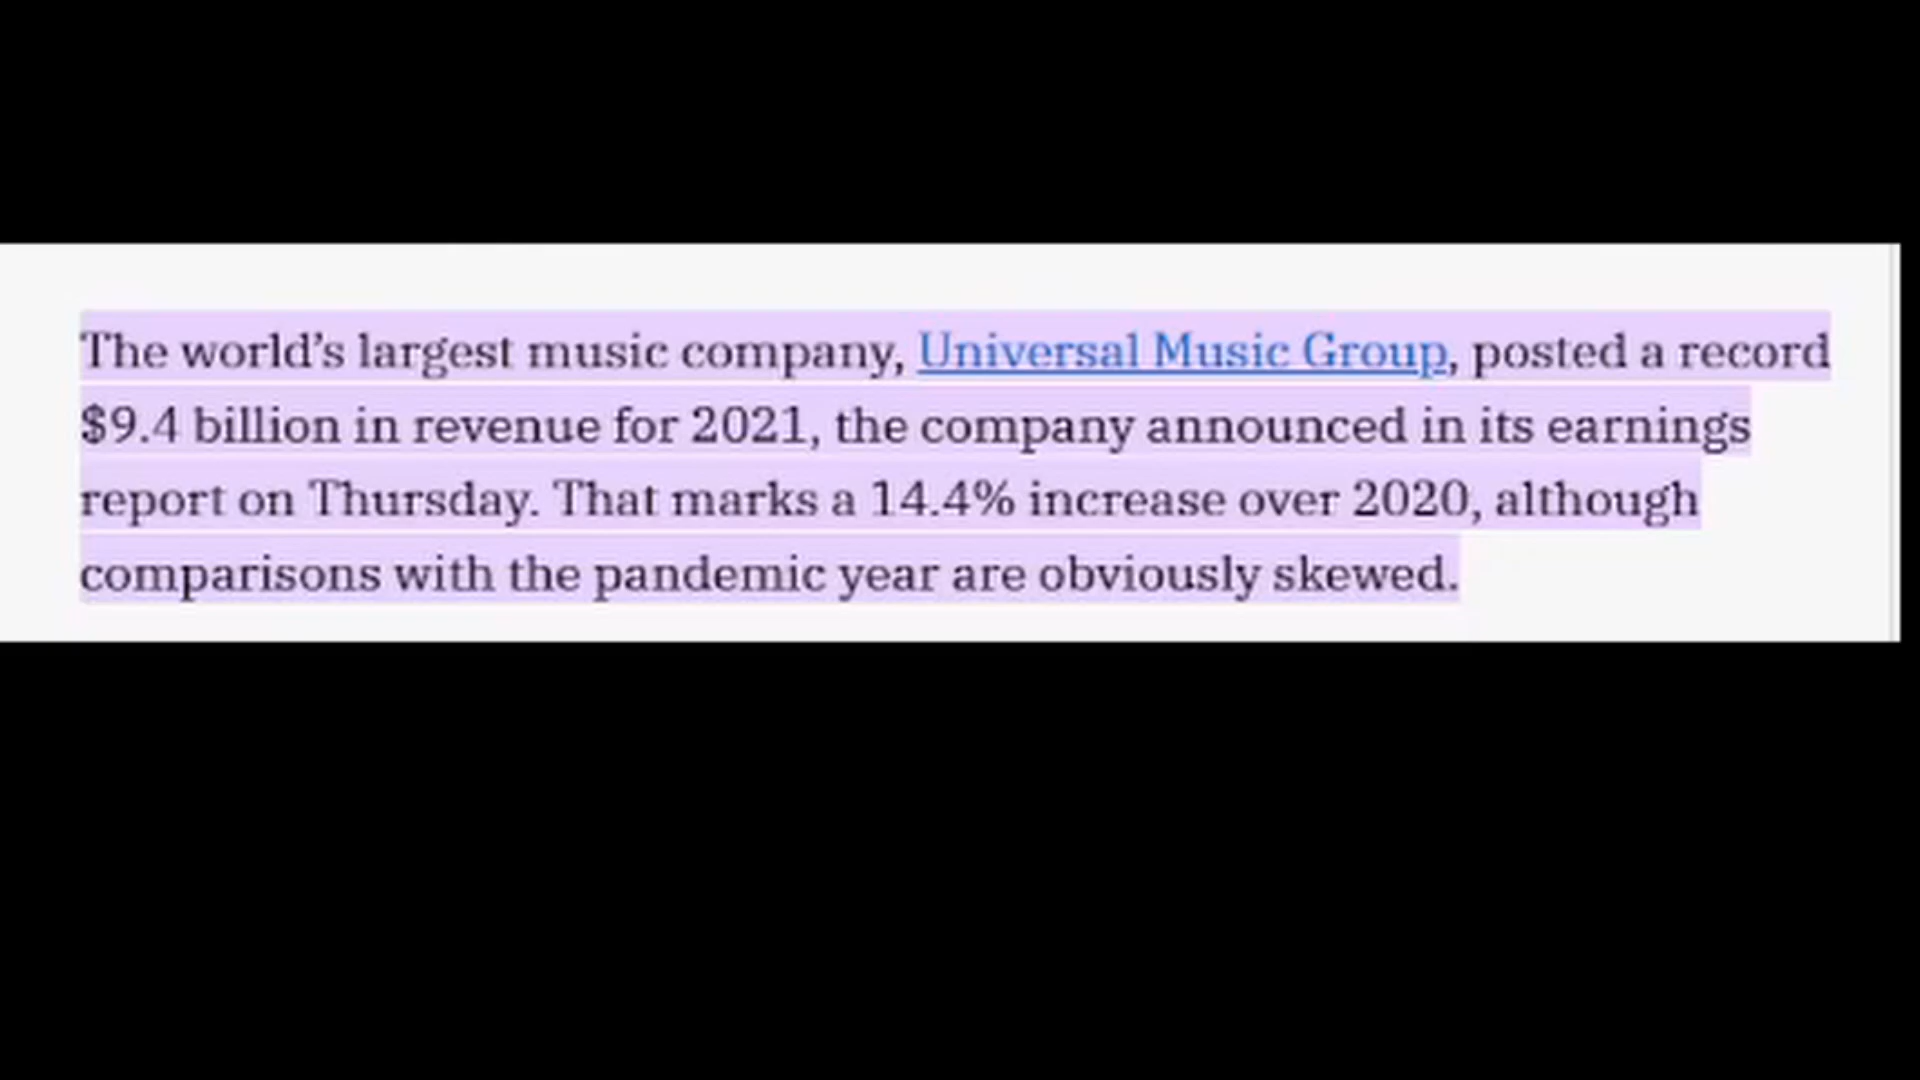 The world’s largest music company, Universal Music Group, posted a record
$9.4 billion in revenue for 2021, the company announced in its earnings
report on Thursday. That marks a 14.4% increase over 2020, although
comparisons with the pandemic year are obviously skewed.